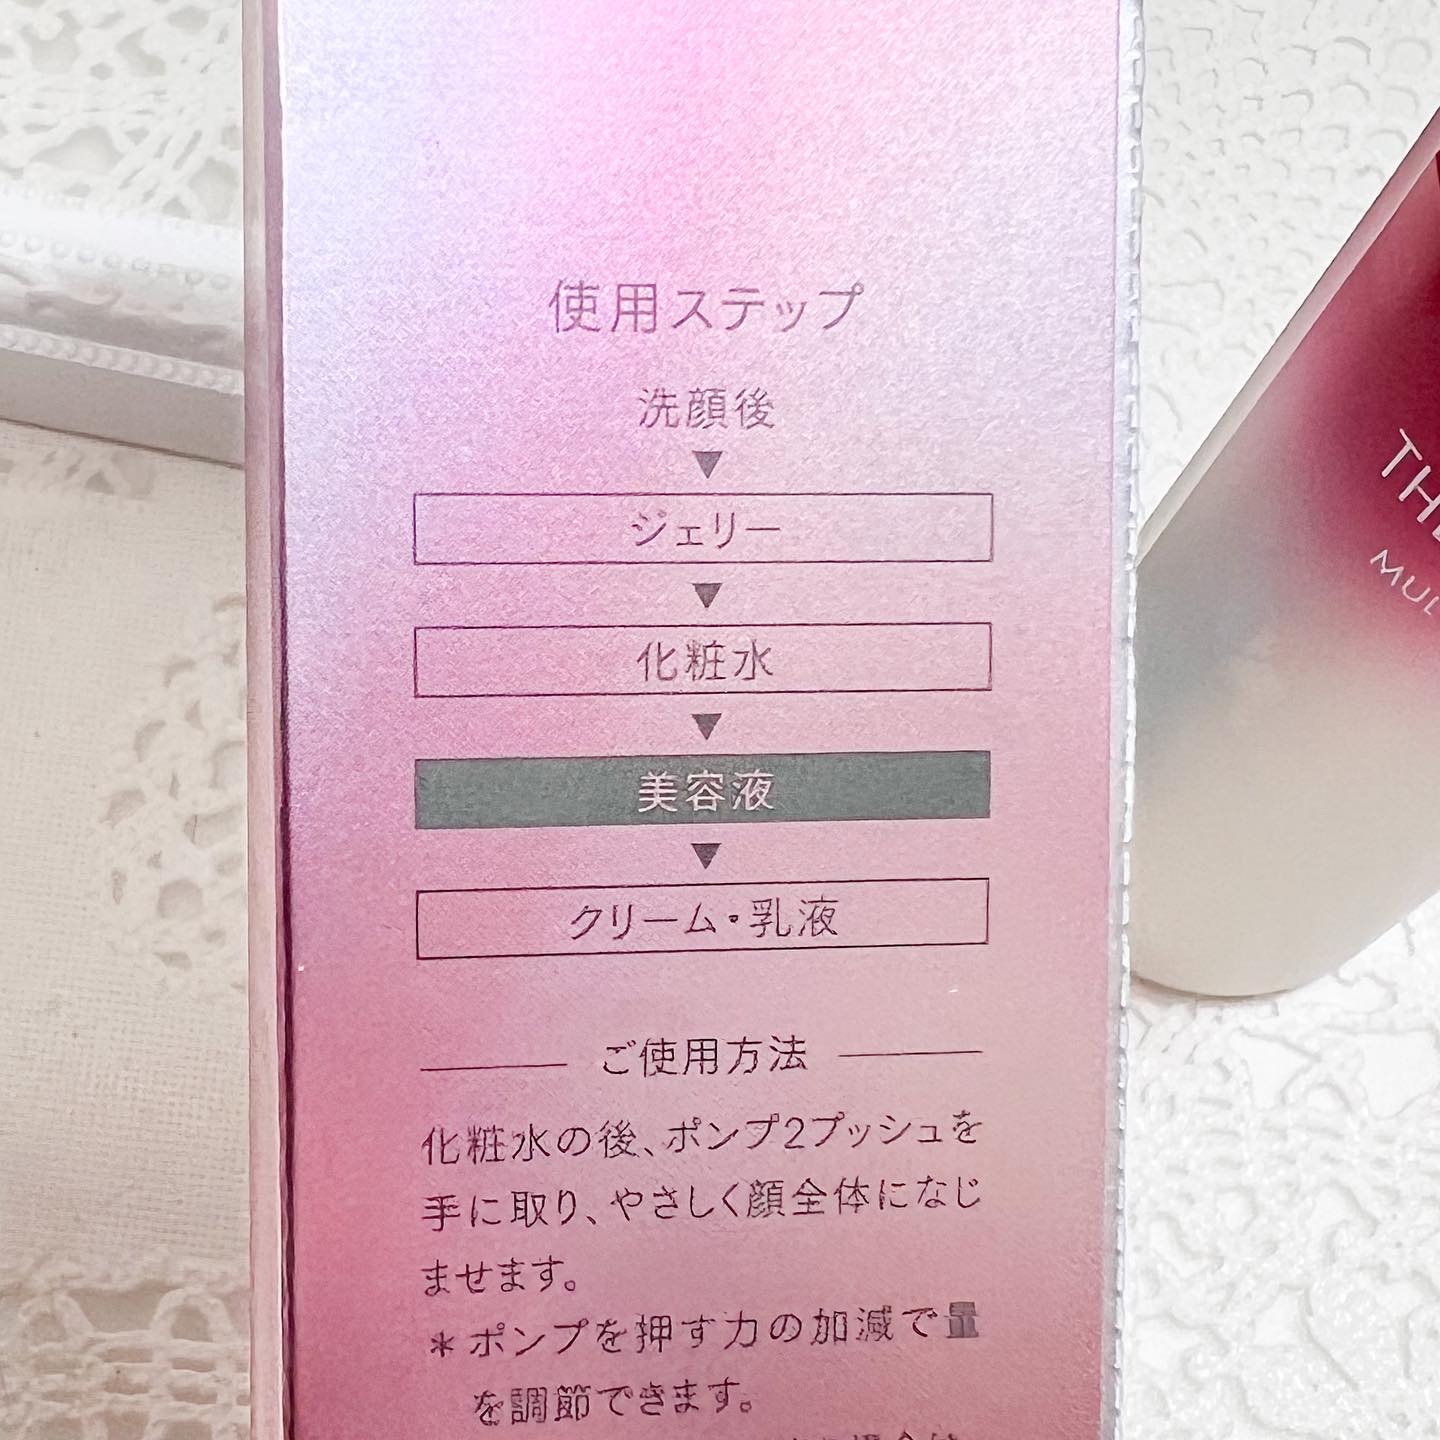 使用ステップ
洗顔後
▼
ジェリー
▼
化粧水
▼
美容液
▼
クリーム・乳液
ご使用方法
化粧水の後、ポンプ2プッシュを
手に取り、やさしく顔全体になじ
ませます。
＊ポンプを押す力の加減で量
を調節できます。